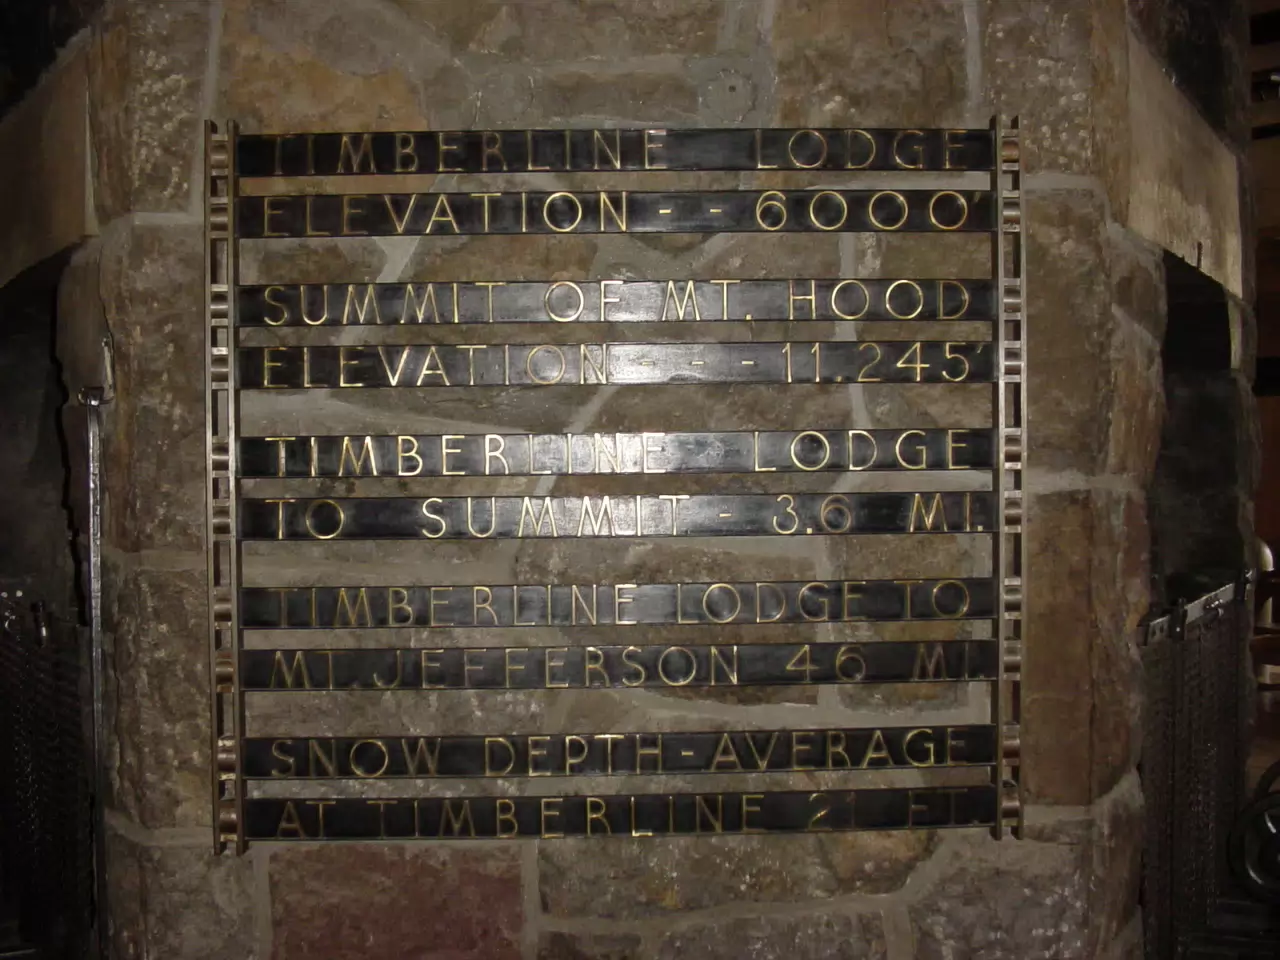 TIMBERLINE LODGE
ELEVATION - - 6000'
SUMMIT OF MT. HOOD
ELEVATION - - - 11.245'
TIMBERLINE LODGE
TO SUMMIT - 3.6 MI.
TIMBERLINE LODGE TO
MT. JEFFERSON 46 MI.
SNOW DEPTH - AVERAGE
AT TIMBERLINE 21 FT.